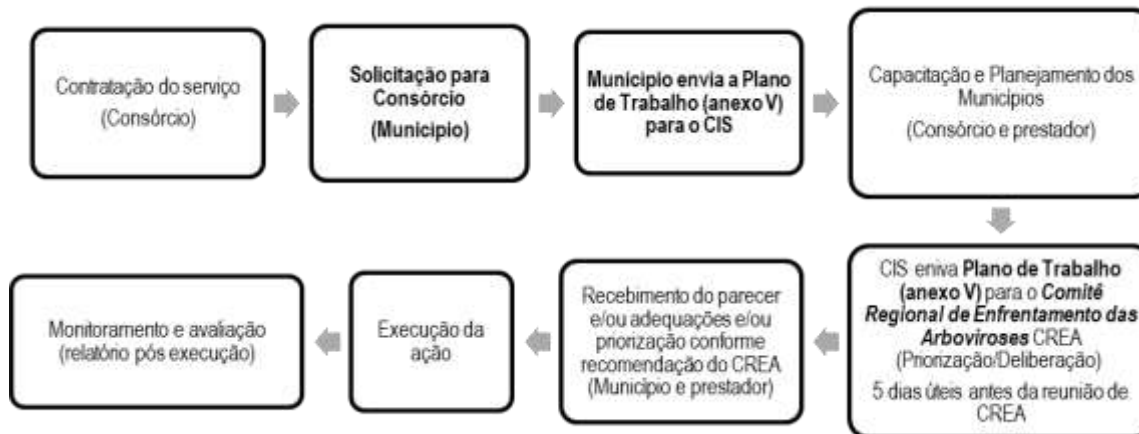 Contratação do serviço
(Consórcio)
Solicitação para
Consórcio
(Municipio)
Municipio envia a Plano
de Trabalho (anexo V)
para o CIS
Capacitação e Planejamento dos
Municípios
(Consórcio e prestador)
CIS eniva Plano de Trabalho
(anexo V) para o Comitê
Regional de Enfrentamento das
Arboviroses CREA
(Priorização/Deliberação)
5 dias úteis antes da reunião de
CREA
Recebimento do parecer
e/ou adequações e/ou
priorização conforme
recomendação do CREA
(Município e prestador)
Execução da
ação
Monitoramento e avaliação
(relatório pós execução)